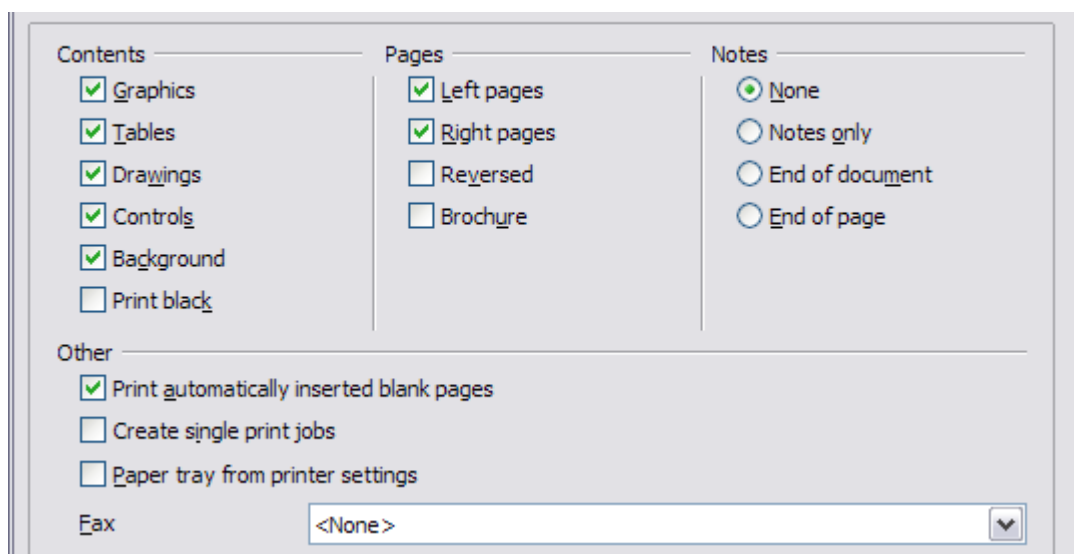 Contents
Graphics
Tables
Drawings
Controls
Background
Print black
Pages
Left pages
Right pages
Reversed
Brochure
Notes
None
Notes only
End of document
End of page
Other
Print automatically inserted blank pages
Create single print jobs
Paper tray from printer settings
Fax <None>